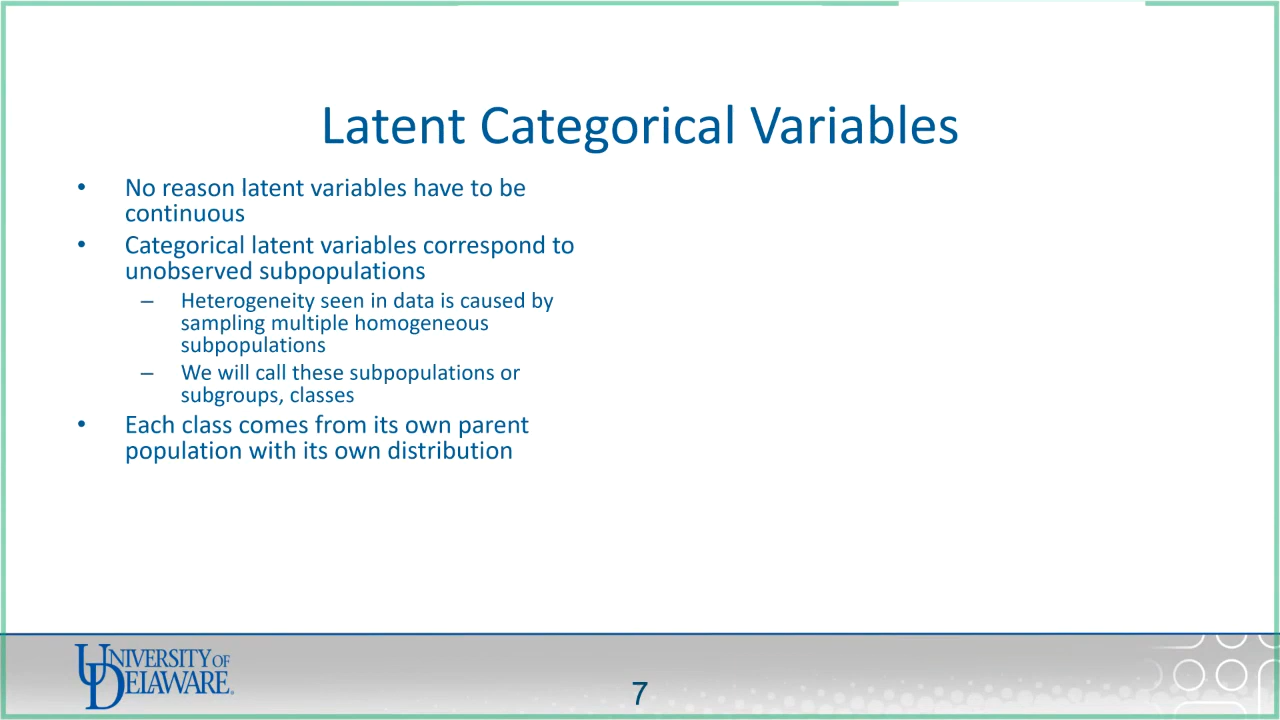 Latent Categorical Variables
• No reason latent variables have to be
continuous
• Categorical latent variables correspond to
unobserved subpopulations
– Heterogeneity seen in data is caused by
sampling multiple homogeneous
subpopulations
– We will call these subpopulations or
subgroups, classes
• Each class comes from its own parent
population with its own distribution
UNIVERSITY OF
DELAWARE.
7